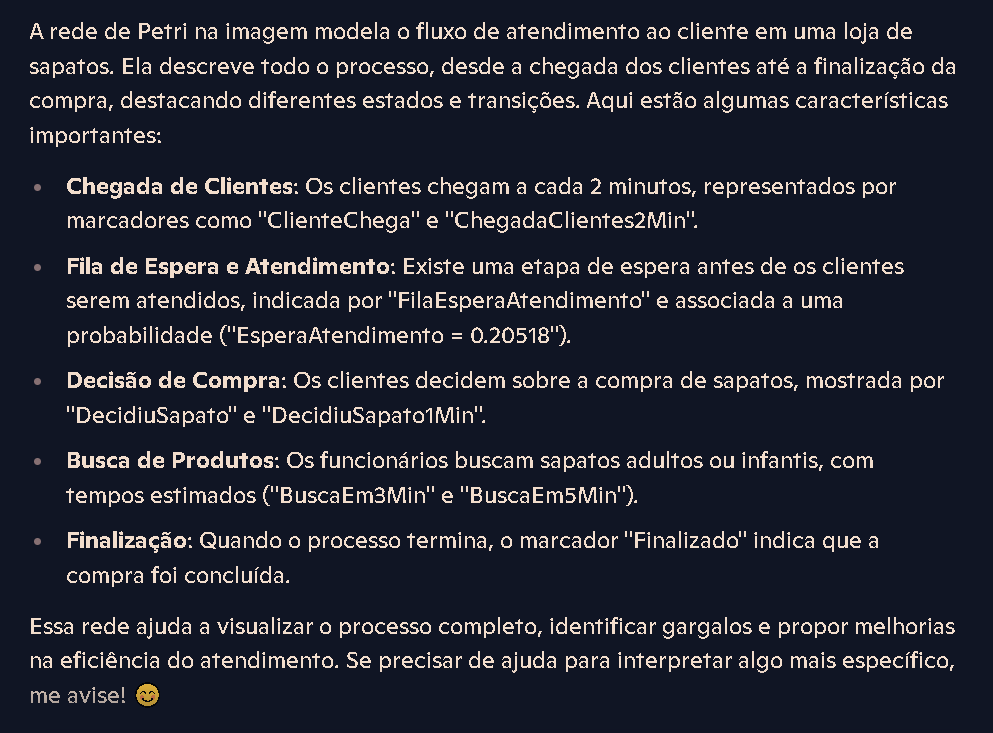 A rede de Petri na imagem modela o fluxo de atendimento ao cliente em uma loja de
sapatos. Ela descreve todo o processo, desde a chegada dos clientes até a finalização da
compra, destacando diferentes estados e transições. Aqui estão algumas características
importantes:
• Chegada de Clientes: Os clientes chegam a cada 2 minutos, representados por
marcadores como "ClienteChega" e "ChegadaClientes2Min".
• Fila de Espera e Atendimento: Existe uma etapa de espera antes de os clientes
serem atendidos, indicada por "FilaEsperaAtendimento" e associada a uma
probabilidade ("EsperaAtendimento = 0.20518").
• Decisão de Compra: Os clientes decidem sobre a compra de sapatos, mostrada por
"DecidiuSapato" e "DecidiuSapato1Min".
• Busca de Produtos: Os funcionários buscam sapatos adultos ou infantis, com
tempos estimados ("BuscaEm3Min" e "BuscaEm5Min").
• Finalização: Quando o processo termina, o marcador "Finalizado" indica que a
compra foi concluída.
Essa rede ajuda a visualizar o processo completo, identificar gargalos e propor melhorias
na eficiência do atendimento. Se precisar de ajuda para interpretar algo mais específico,
me avise! 😊